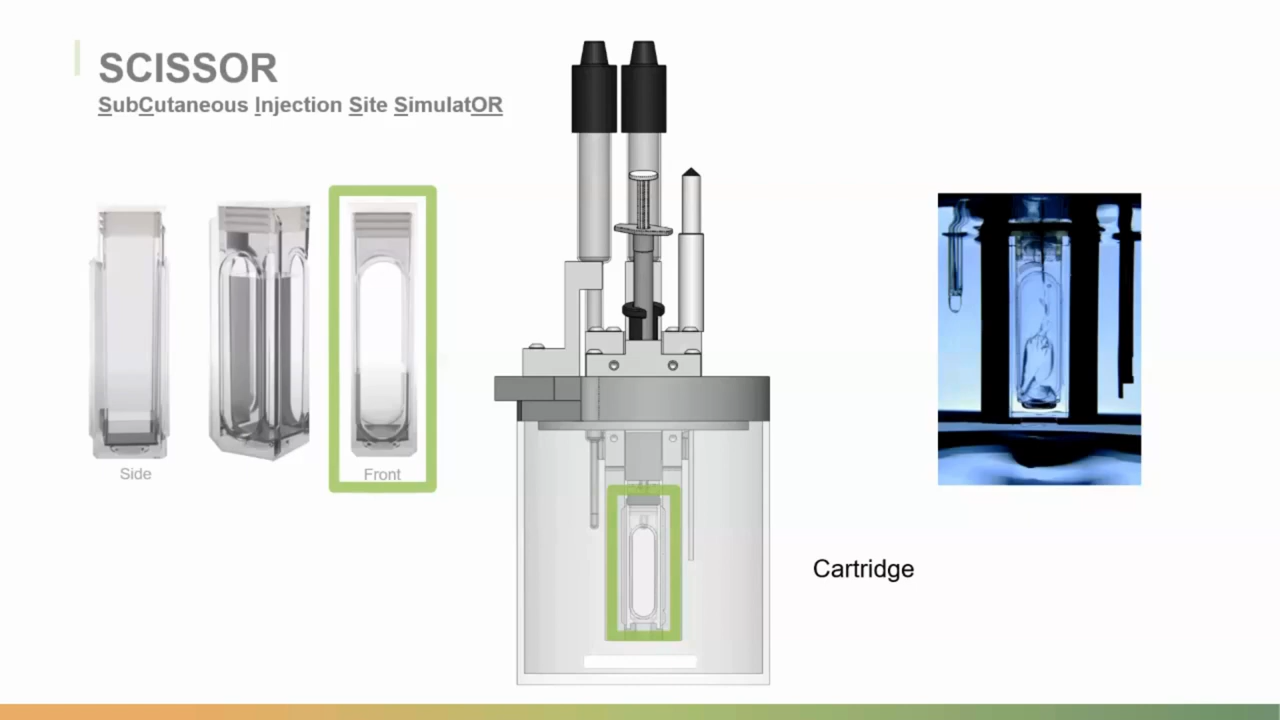 SCISSOR
SubCutaneous Injection Site SimulatOR
Side
Front
Cartridge